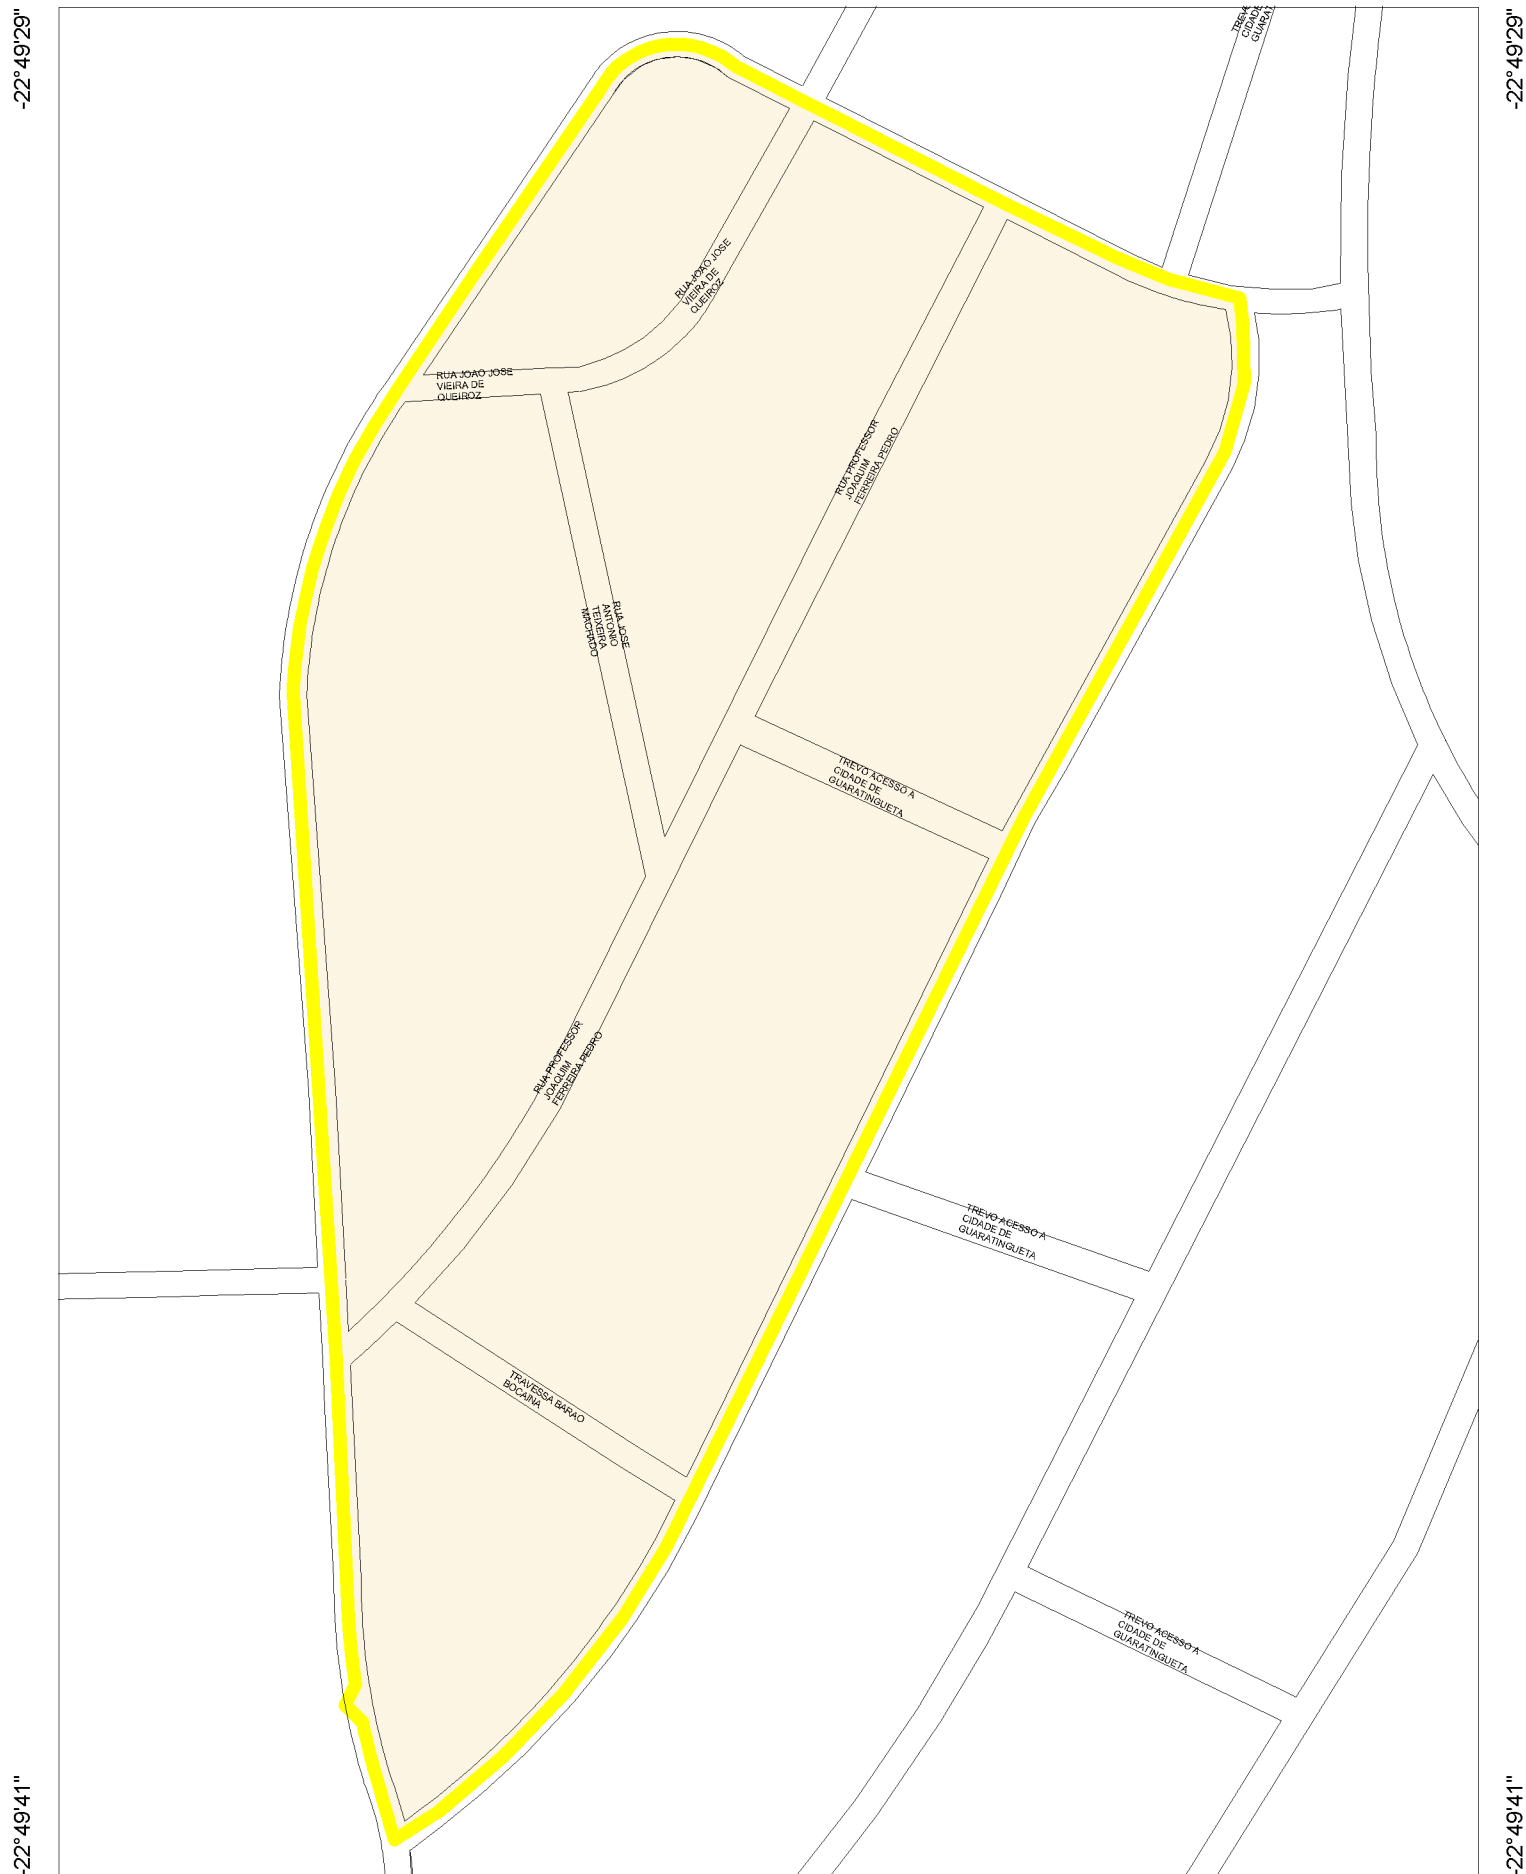 -22°49'29"
-22°49'29"
CIDADE
RUA JOAO JOSE
VIEIRA DE
QUEIROZ
RUA JOAO JOSE
VIEIRA DE
QUEIROZ
RUA PROFESSOR
JOAQUIM
FERREIRA PEDRO
RUA JOSE
ANTONIO
TEIXEIRA
MACHADO
TREVO ACESSO A
CIDADE DE
GUARATINGUETA
RUA PROFESSOR
JOAQUIM
FERREIRA PEDRO
TREVO ACESSO A
CIDADE DE
GUARATINGUETA
TRAVESSA BARAO
BOCAINA
TREVO ACESSO A
CIDADE DE
GUARATINGUETA
-22°49'41"
-22°49'41"